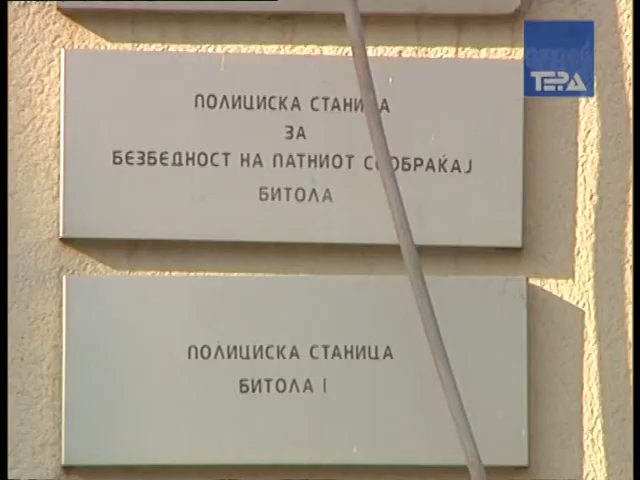 ТЕРА
ПОЛИЦИСКА СТАНИЦА
ЗА
БЕЗБЕДНОСТ НА ПАТНИОТ СООБРАЌАЈ
БИТОЛА
ПОЛИЦИСКА СТАНИЦА
БИТОЛА I